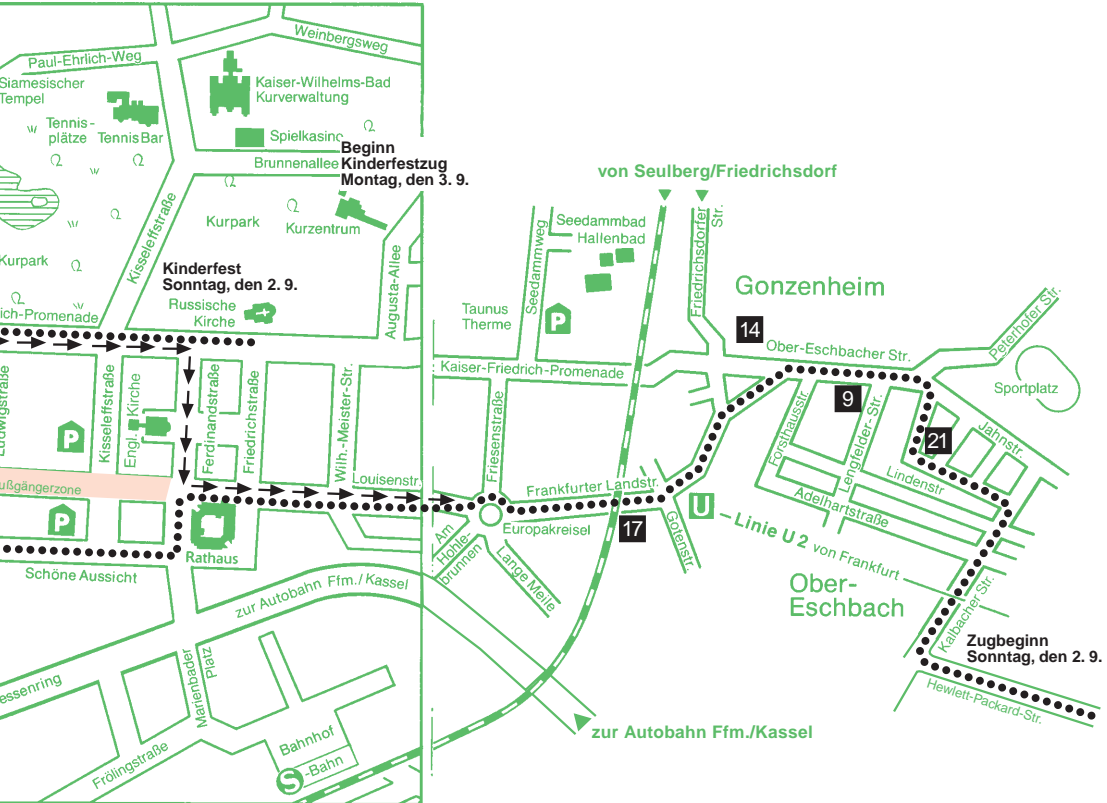 Weinbergsweg
Paul-Ehrlich-Weg
Siamesischer
Tempel
Kaiser-Wilhelms-Bad
Kurverwaltung
Tennis-
plätze
Tennis Bar
Spielkasino
Brunnenallee
Beginn
Kinderfestzug
Montag, den 3. 9.
von Seulberg/Friedrichsdorf
Kisseleffstraße
Kurpark
Kurzentrum
Kurpark
Augusta-Allee
Kinderfest
Sonntag, den 2. 9.
Russische
Kirche
ich-Promenade
Seedammweg
Seedammbad
Hallenbad
Friedrichsdorfer
Str.
Gonzenheim
Taunus
Therme
P
14
Ober-Eschbacher Str.
Peterhofer Str.
Sportplatz
Kaiser-Friedrich-Promenade
Ludwigstraße
Kisseleffstraße
Engl. Kirche
Ferdinandstraße
Friedrichstraße
Wilh.-Meister-Str.
Friesenstraße
Forsthausstr.
9
Lengfelder-Str.
21
Jahnstr.
P
Lindenstr
Louisenstr.
Frankfurter Landstr.
Adelhartstraße
ußgängerzone
P
Rathaus
Am
Hohle-
brunnen
Europakreisel
Lange Meile
17
Gotenstr.
U
– Linie U 2 von Frankfurt
Schöne Aussicht
zur Autobahn Ffm./Kassel
Ober-
Eschbach
Kalbacher Str.
Zugbeginn
Sonntag, den 2. 9.
Hewlett-Packard-Str.
essenring
Marienbader
Platz
zur Autobahn Ffm./Kassel
Frölingstraße
Bahnhof
S-Bahn